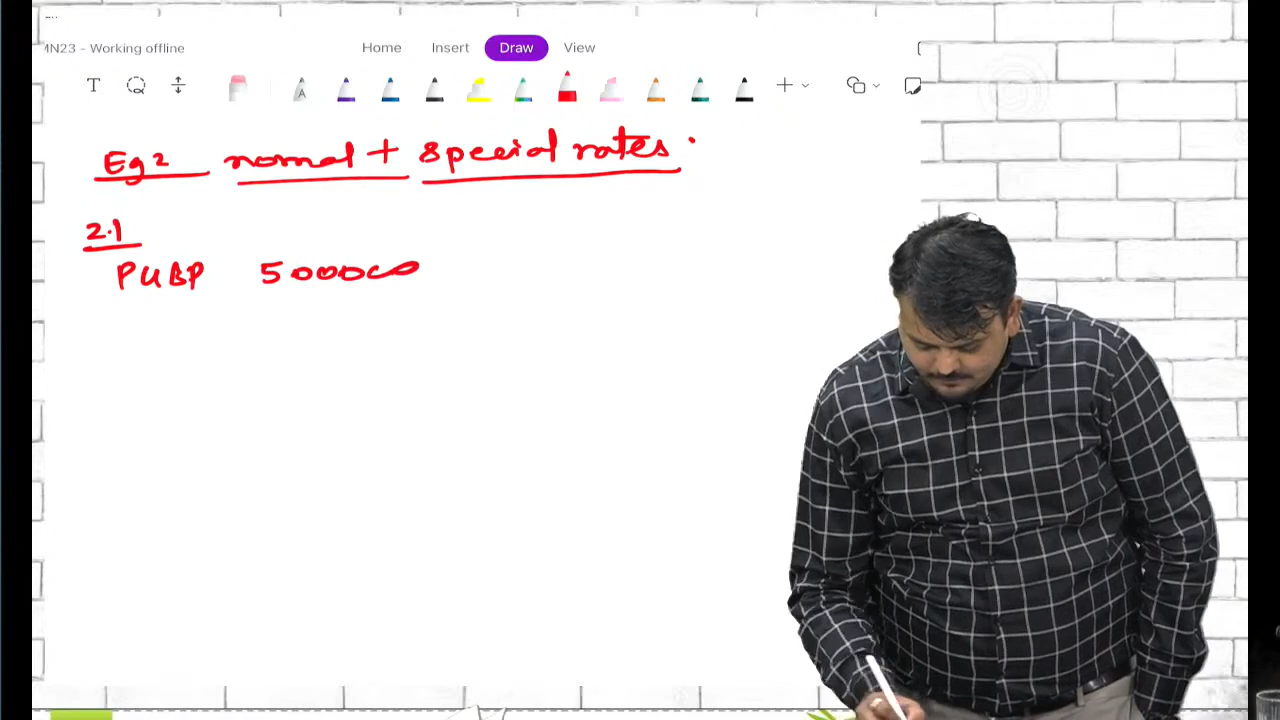 MN23 - Working offline
Home Insert Draw View
T
A
Eg 2 normal + special rates.
2.1
PUBP 500000